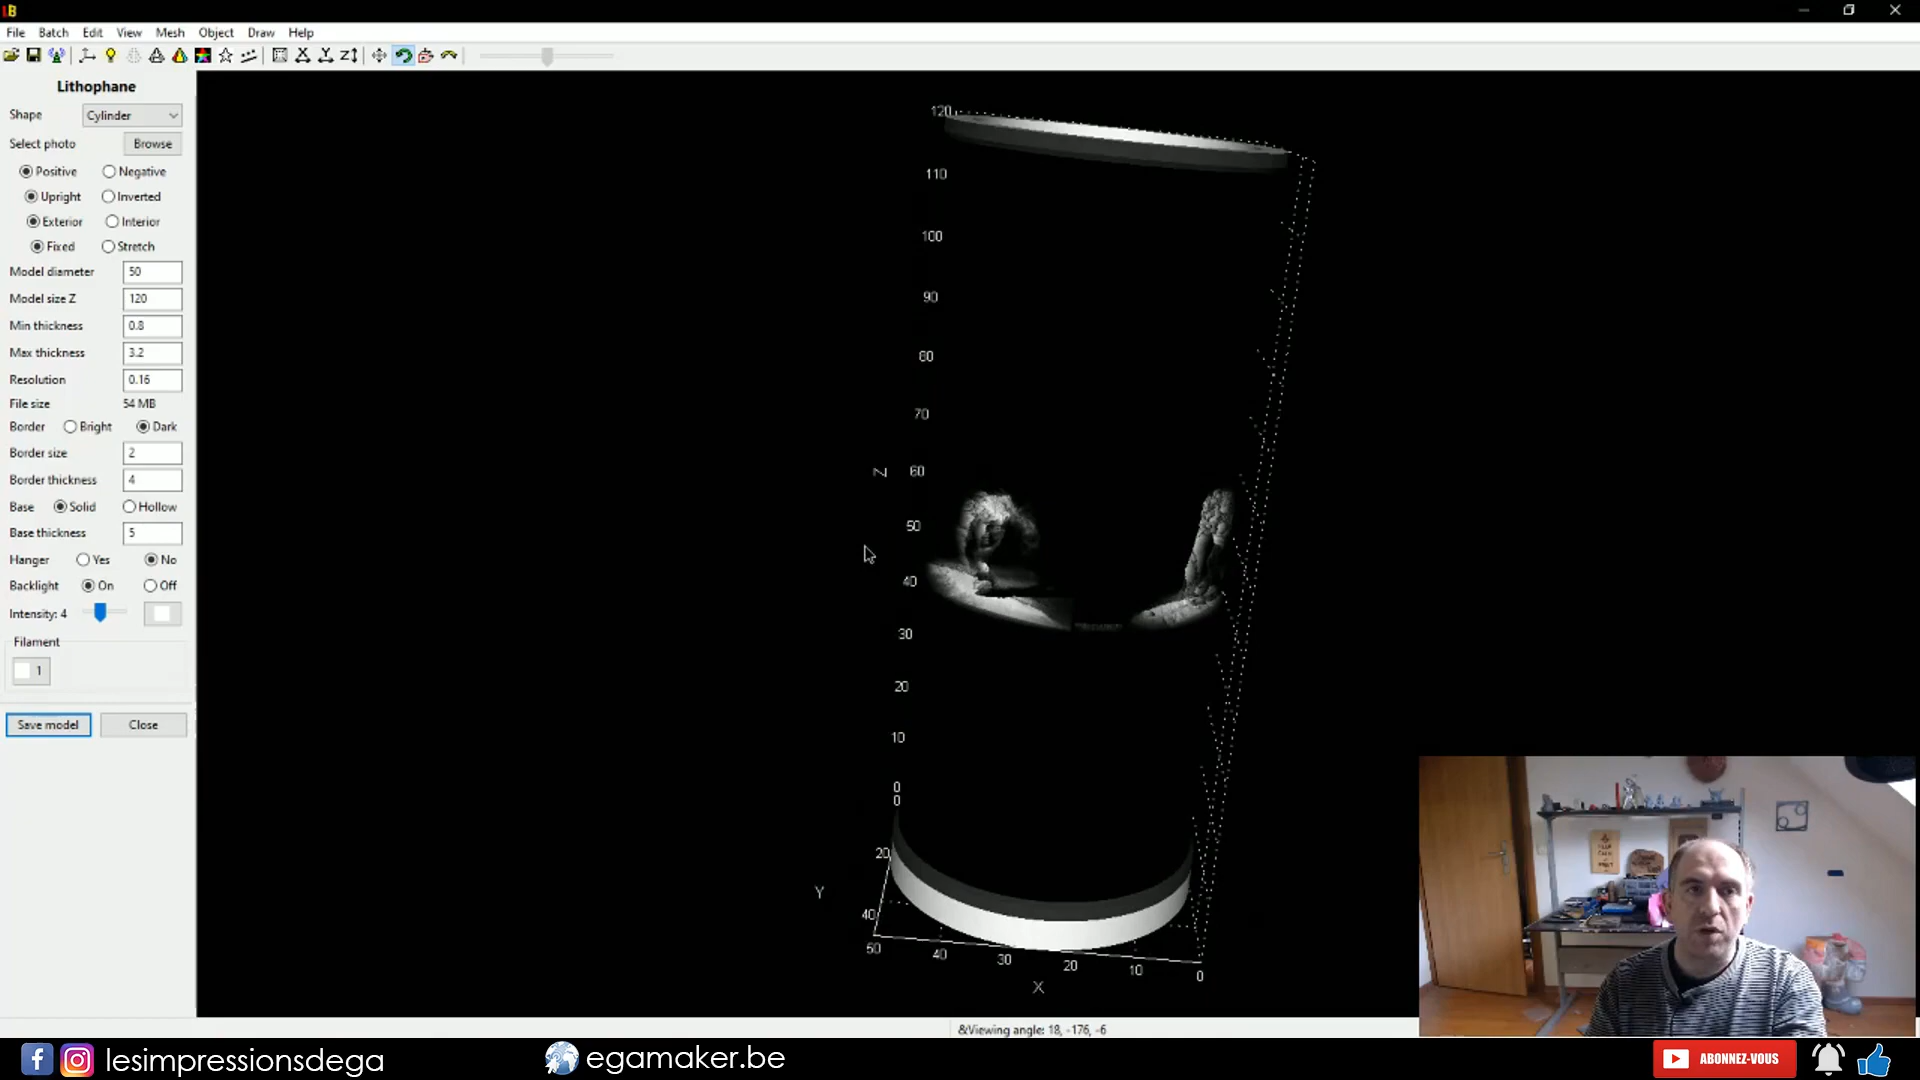 File Batch Edit View Mesh Object Draw Help
Lithophane
Shape Cylinder
Select photo Browse
Positive Negative
Upright Inverted
Exterior Interior
Fixed Stretch
Model diameter 50
Model size Z 120
Min thickness 0.8
Max thickness 3.2
Resolution 0.16
File size 54 MB
Border Bright Dark
Border size 2
Border thickness 4
Base Solid Hollow
Base thickness 5
Hanger Yes No
Backlight On Off
Intensity: 4
Filament
1
Save model Close
120
110
100
90
80
70
Z 60
50
40
30
20
10
0
0
20
Y
40
50 40 30 20 10 0
X
&Viewing angle: 18, -176, -6
lesimpressionsdega egamaker.be ABONNEZ-VOUS